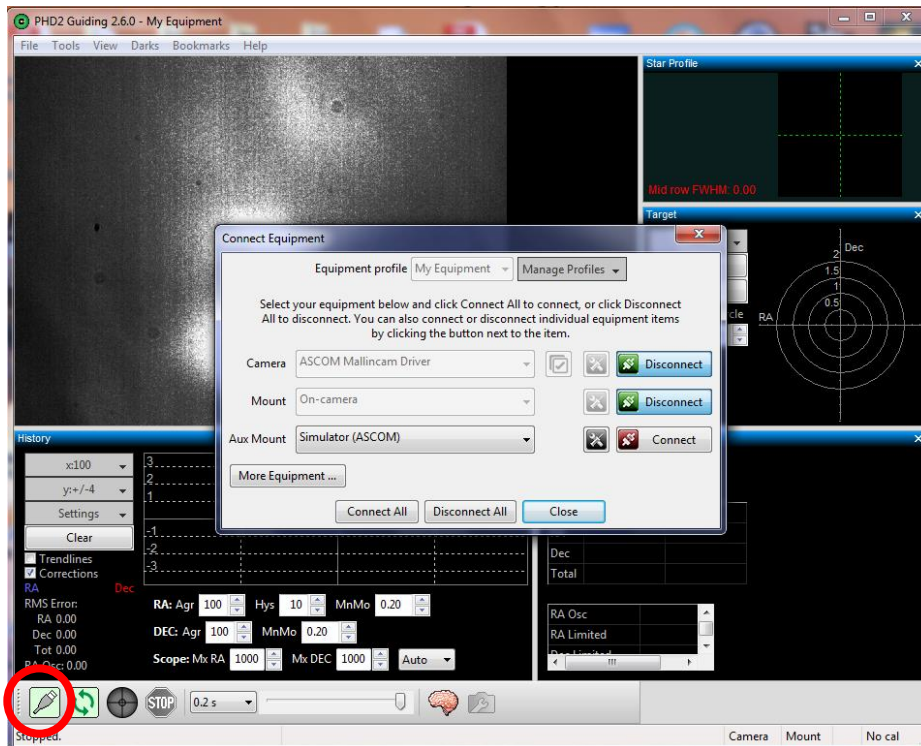 PHD2 Guiding 2.6.0 - My Equipment
File Tools View Darks Bookmarks Help
Star Profile
Mid row FWHM: 0.00
Target
Dec
2
1.5
1
0.5
RA
cle
Connect Equipment
Equipment profile My Equipment Manage Profiles
Select your equipment below and click Connect All to connect, or click Disconnect
All to disconnect. You can also connect or disconnect individual equipment items
by clicking the button next to the item.
Camera ASCOM Mallincam Driver Disconnect
Mount On-camera Disconnect
Aux Mount Simulator (ASCOM) Connect
More Equipment ...
Connect All Disconnect All Close
History
x:100
y:+/-4
Settings
Clear
Trendlines
Corrections
RA Dec
RMS Error:
RA 0.00
Dec 0.00
Tot 0.00
RA Osc: 0.00
3
2
1
-1
-2
-3
RA: Agr 100 Hys 10 MnMo 0.20
DEC: Agr 100 MnMo 0.20
Scope: Mx RA 1000 Mx DEC 1000 Auto
Dec
Total
RA Osc
RA Limited
Dec Limited
STOP 0.2 s
Stopped.
Camera Mount No cal